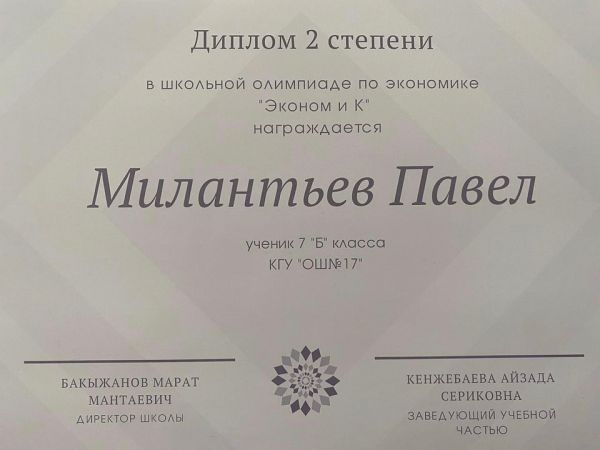 Диплом 2 степени
в школьной олимпиаде по экономике
"Эконом и К"
награждается
Милантьев Павел
ученик 7 "Б" класса
КГУ "ОШ№17"
БАКЫЖАНОВ МАРАТ
МАНТАЕВИЧ
ДИРЕКТОР ШКОЛЫ
КЕНЖЕБАЕВА АЙЗАДА
СЕРИКОВНА
ЗАВЕДУЮЩИЙ УЧЕБНОЙ
ЧАСТЬЮ